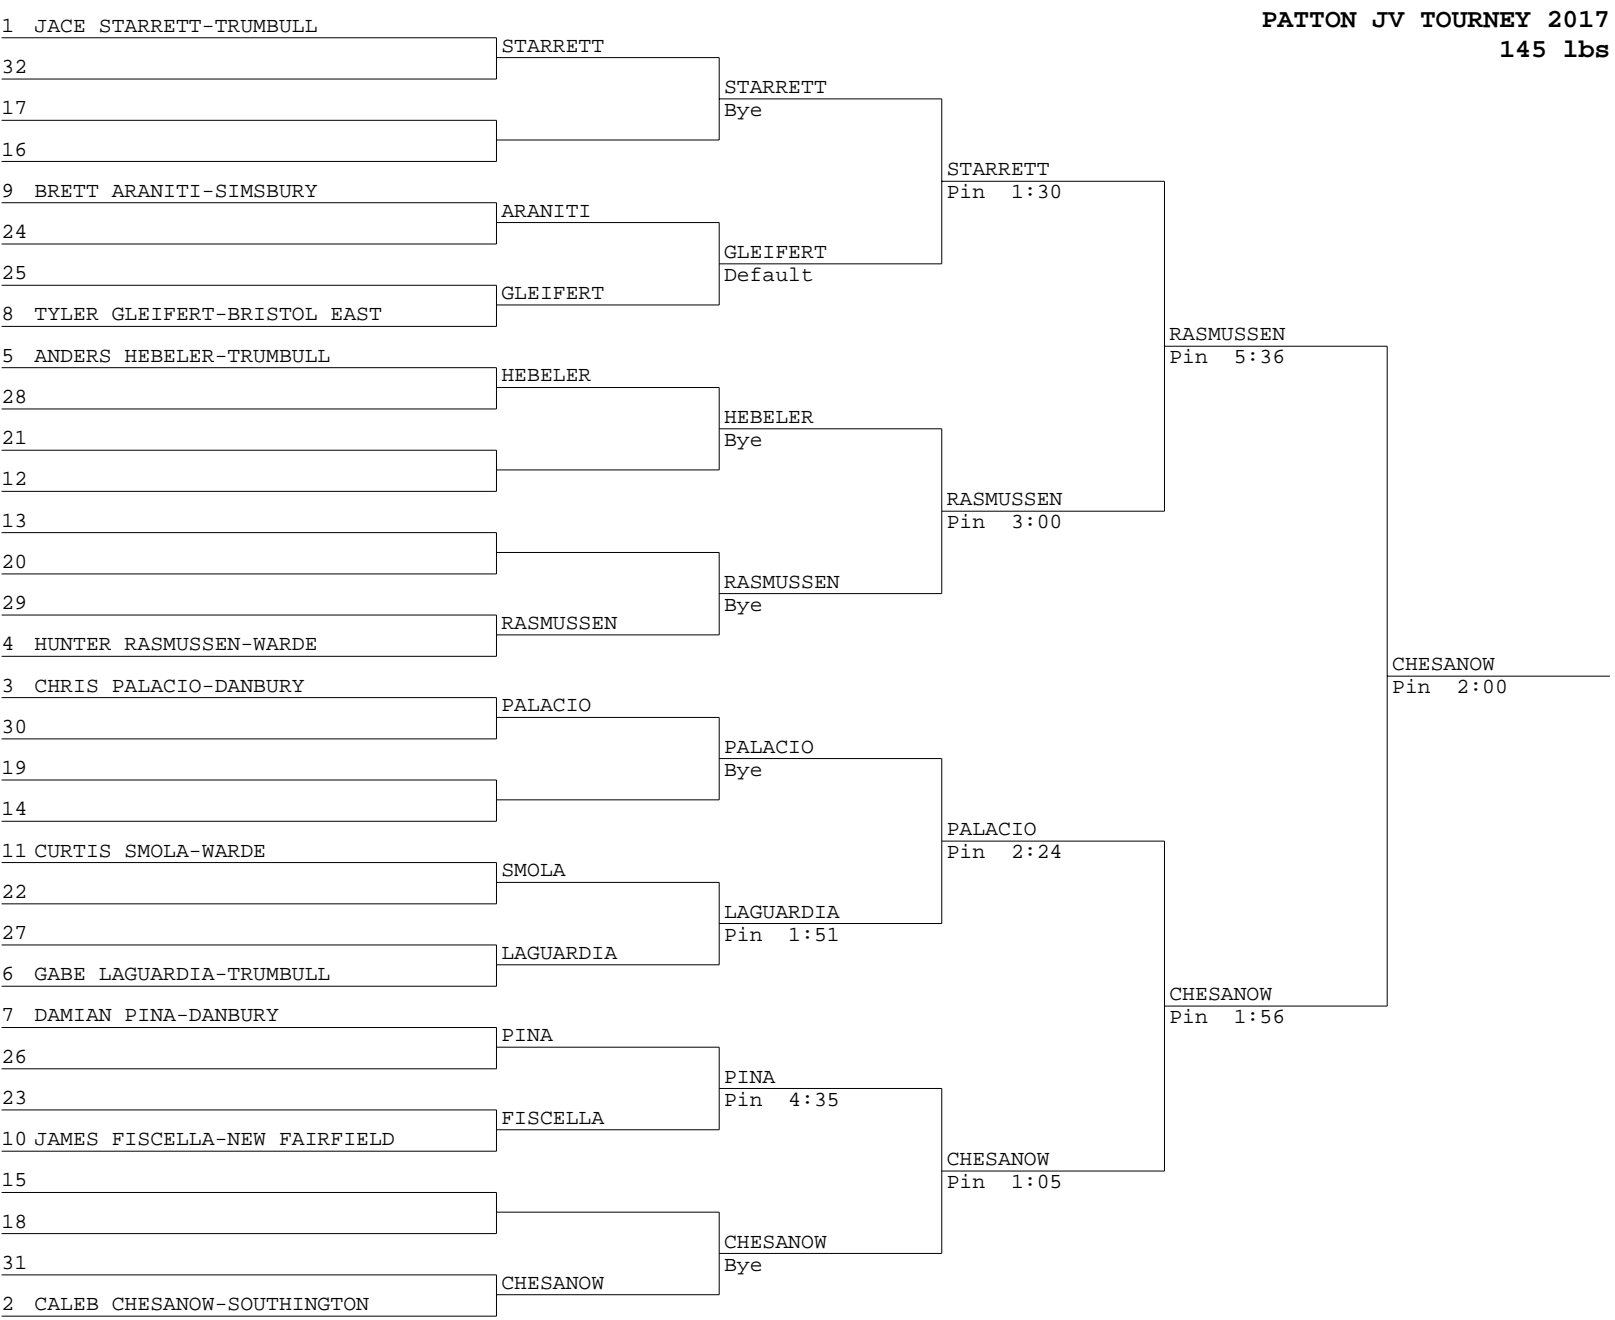 PATTON JV TOURNEY 2017
145 lbs
1 JACE STARRETT-TRUMBULL
32
17
16
9 BRETT ARANITI-SIMSBURY
24
25
8 TYLER GLEIFERT-BRISTOL EAST
5 ANDERS HEBELER-TRUMBULL
28
21
12
13
20
29
4 HUNTER RASMUSSEN-WARDE
3 CHRIS PALACIO-DANBURY
30
19
14
11 CURTIS SMOLA-WARDE
22
27
6 GABE LAGUARDIA-TRUMBULL
7 DAMIAN PINA-DANBURY
26
23
10 JAMES FISCELLA-NEW FAIRFIELD
15
18
31
2 CALEB CHESANOW-SOUTHINGTON
STARRETT
ARANITI
GLEIFERT
HEBELER
RASMUSSEN
PALACIO
SMOLA
LAGUARDIA
PINA
FISCELLA
CHESANOW
STARRETT
Bye
GLEIFERT
Default
HEBELER
Bye
RASMUSSEN
Bye
PALACIO
Bye
LAGUARDIA
Pin 1:51
PINA
Pin 4:35
CHESANOW
Bye
STARRETT
Pin 1:30
RASMUSSEN
Pin 3:00
PALACIO
Pin 2:24
CHESANOW
Pin 1:05
RASMUSSEN
Pin 5:36
CHESANOW
Pin 1:56
CHESANOW
Pin 2:00